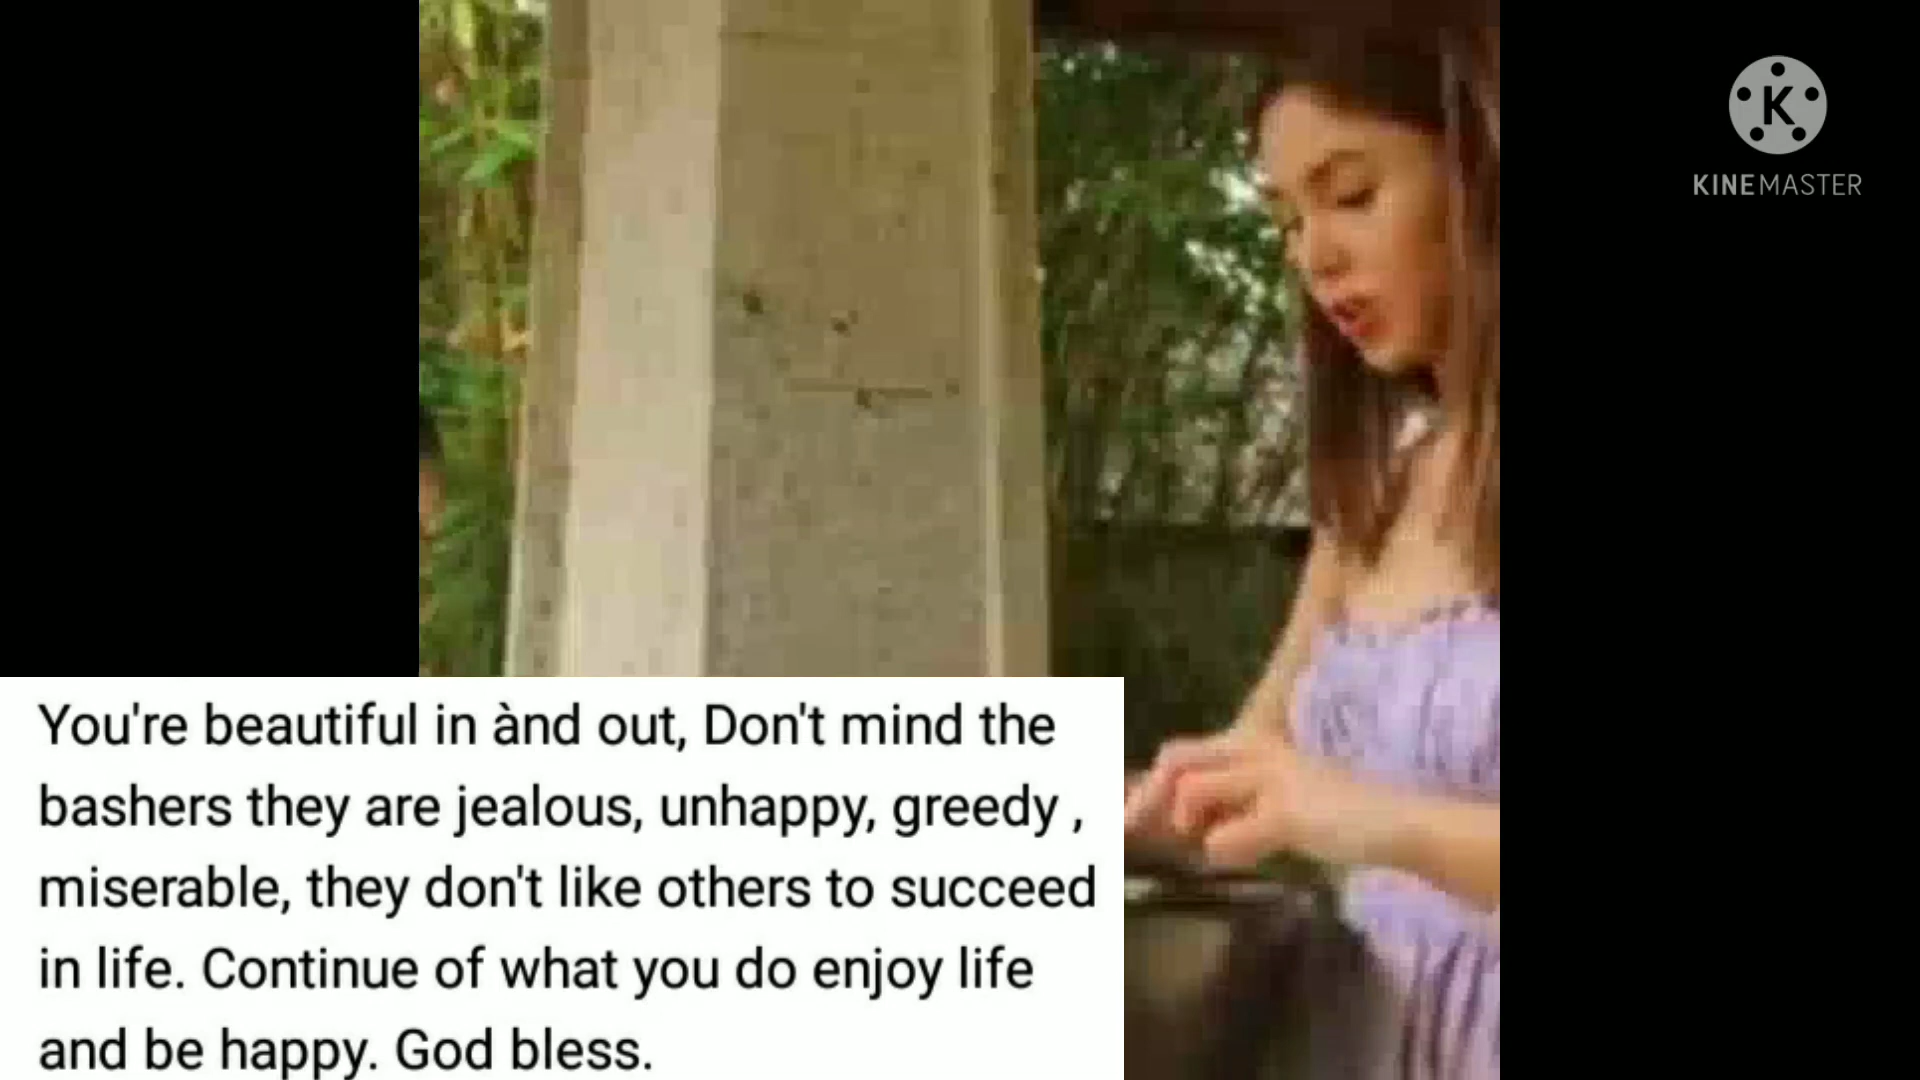 KINEMASTER
You're beautiful in ànd out, Don't mind the
bashers they are jealous, unhappy, greedy ,
miserable, they don't like others to succeed
in life. Continue of what you do enjoy life
and be happy. God bless.